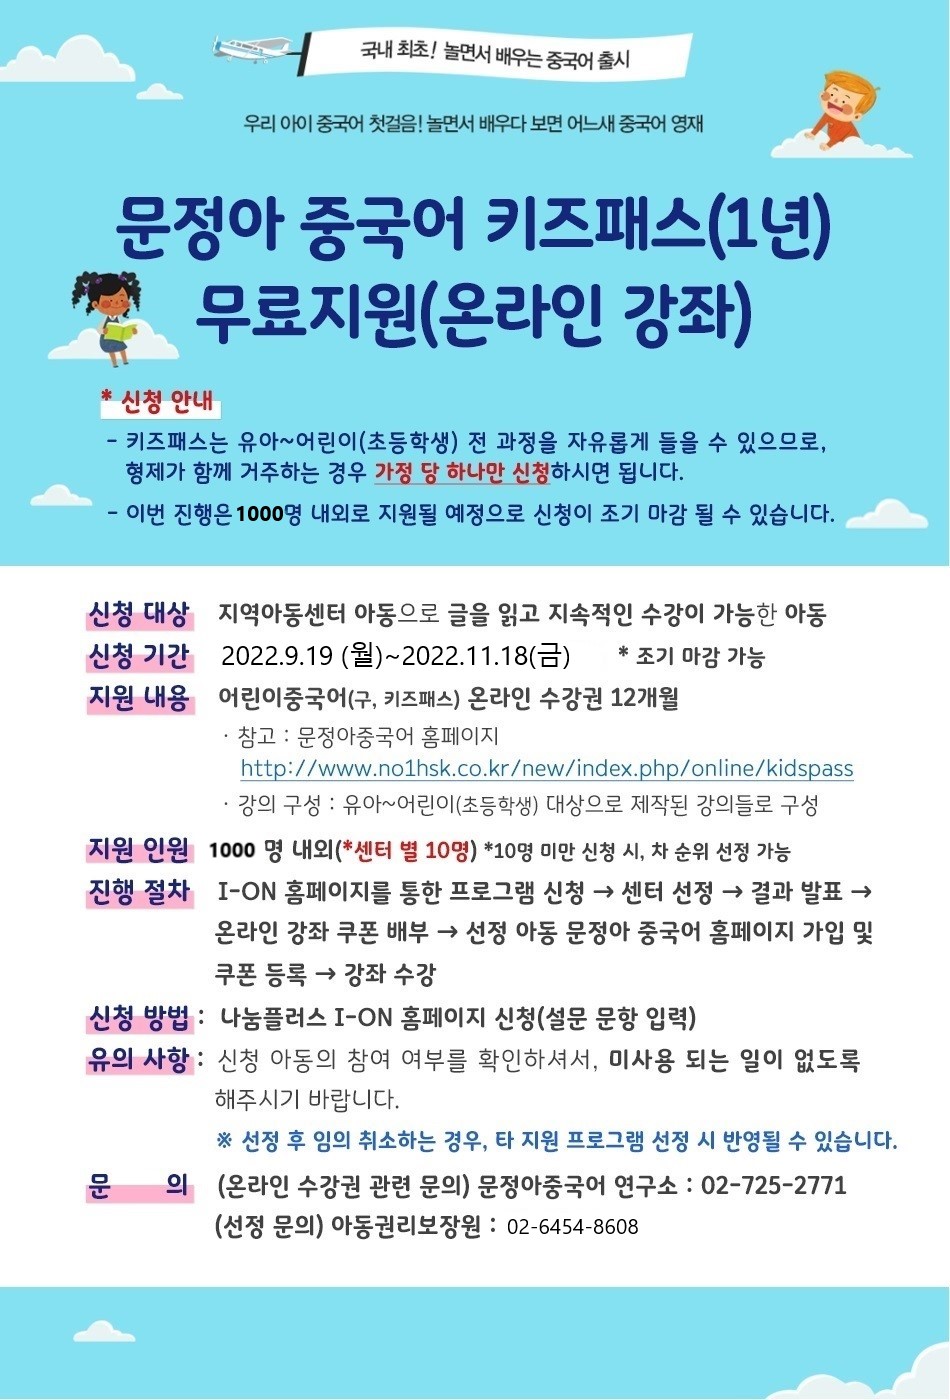 국내 최초! 놀면서 배우는 중국어 출시
우리 아이 중국어 첫걸음! 놀면서 배우다 보면 어느새 중국어 영재
문정아 중국어 키즈패스(1년)
무료지원(온라인 강좌)
* 신청 안내
- 키즈패스는 유아~어린이(초등학생) 전 과정을 자유롭게 들을 수 있으므로,
형제가 함께 거주하는 경우 가정 당 하나만 신청하시면 됩니다.
- 이번 진행은 1000명 내외로 지원될 예정으로 신청이 조기 마감 될 수 있습니다.
신청 대상 지역아동센터 아동으로 글을 읽고 지속적인 수강이 가능한 아동
신청 기간 2022.9.19 (월)~2022.11.18(금) * 조기 마감 가능
지원 내용 어린이중국어(구, 키즈패스) 온라인 수강권 12개월
· 참고 : 문정아중국어 홈페이지
http://www.no1hsk.co.kr/new/index.php/online/kidspass
· 강의 구성 : 유아~어린이(초등학생) 대상으로 제작된 강의들로 구성
지원 인원 1000 명 내외(*센터 별 10명) *10명 미만 신청 시, 차 순위 선정 가능
진행 절차 I-ON 홈페이지를 통한 프로그램 신청 → 센터 선정 → 결과 발표 →
온라인 강좌 쿠폰 배부 → 선정 아동 문정아 중국어 홈페이지 가입 및
쿠폰 등록 → 강좌 수강
신청 방법 : 나눔플러스 I-ON 홈페이지 신청(설문 문항 입력)
유의 사항 : 신청 아동의 참여 여부를 확인하셔서, 미사용 되는 일이 없도록
해주시기 바랍니다.
※ 선정 후 임의 취소하는 경우, 타 지원 프로그램 선정 시 반영될 수 있습니다.
문 의 (온라인 수강권 관련 문의) 문정아중국어 연구소 : 02-725-2771
(선정 문의) 아동권리보장원 : 02-6454-8608